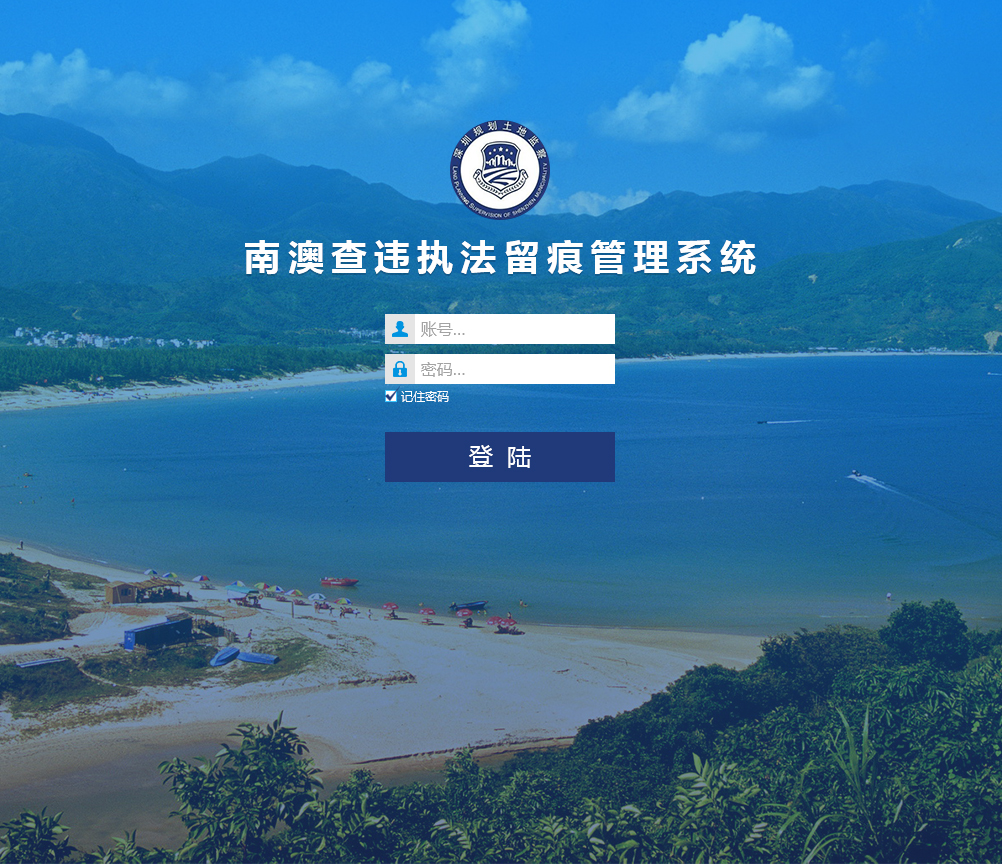 深圳规划土地监察
LAND PLANNING SUPERVISION OF SHENZHEN MUNICIPALITY
南澳查违执法留痕管理系统
账号...
密码...
记住密码
登 陆